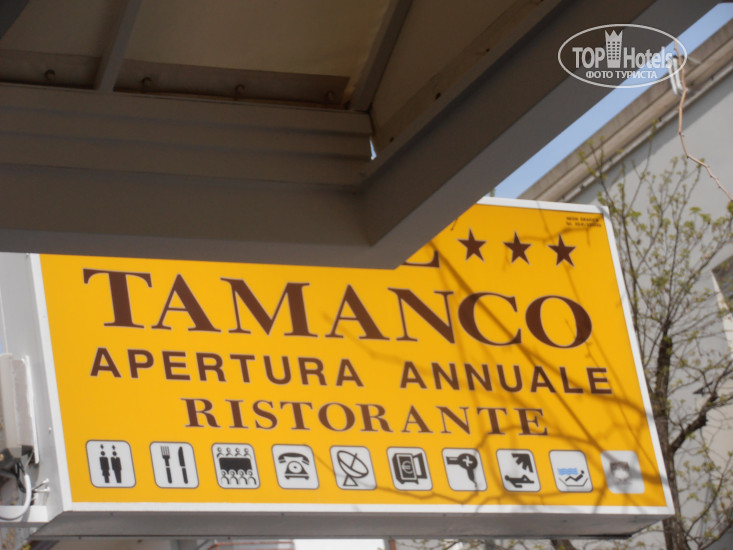 TOP Hotels
ФОТО ТУРИСТА
TAMANCO
APERTURA ANNUALE
RISTORANTE